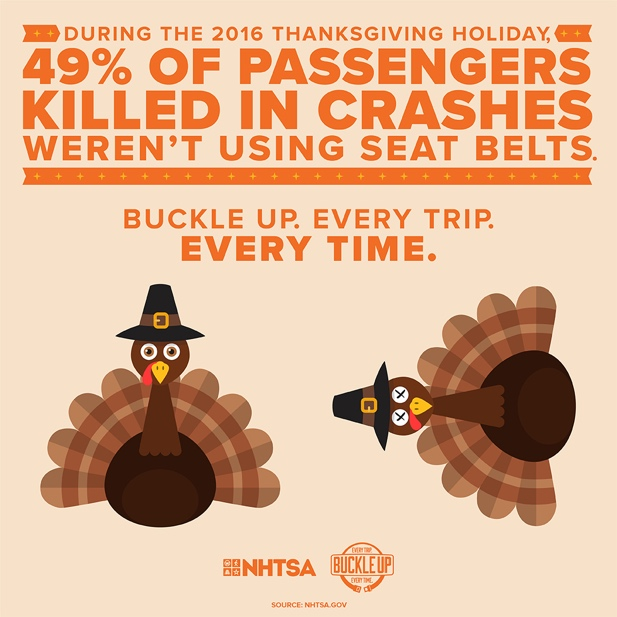 DURING THE 2016 THANKSGIVING HOLIDAY,
49% OF PASSENGERS
KILLED IN CRASHES
WEREN'T USING SEAT BELTS.
BUCKLE UP. EVERY TRIP.
EVERY TIME.
NHTSA
EVERY TRIP.
BUCKLE UP
EVERY TIME.
SOURCE: NHTSA.GOV